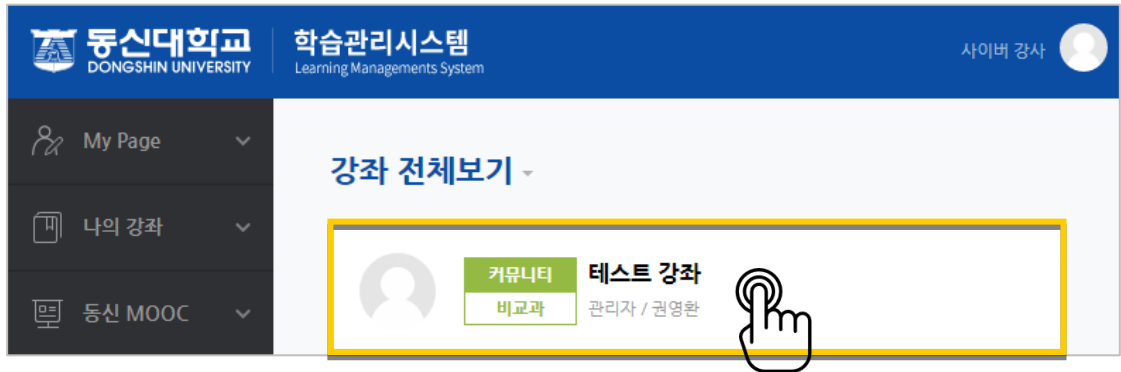 동신대학교
DONGSHIN UNIVERSITY
학습관리시스템
Learning Managements System
사이버 강사
My Page
나의 강좌
동신 MOOC
강좌 전체보기
커뮤니티
비교과
테스트 강좌
관리자 / 권영환